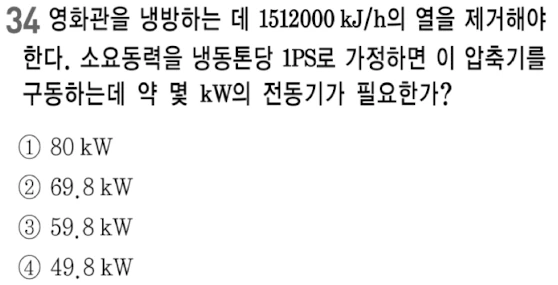 34 영화관을 냉방하는 데 1512000 kJ/h의 열을 제거해야
한다. 소요동력을 냉동톤당 1PS로 가정하면 이 압축기를
구동하는데 약 몇 kW의 전동기가 필요한가?
① 80 kW
② 69.8 kW
③ 59.8 kW
④ 49.8 kW